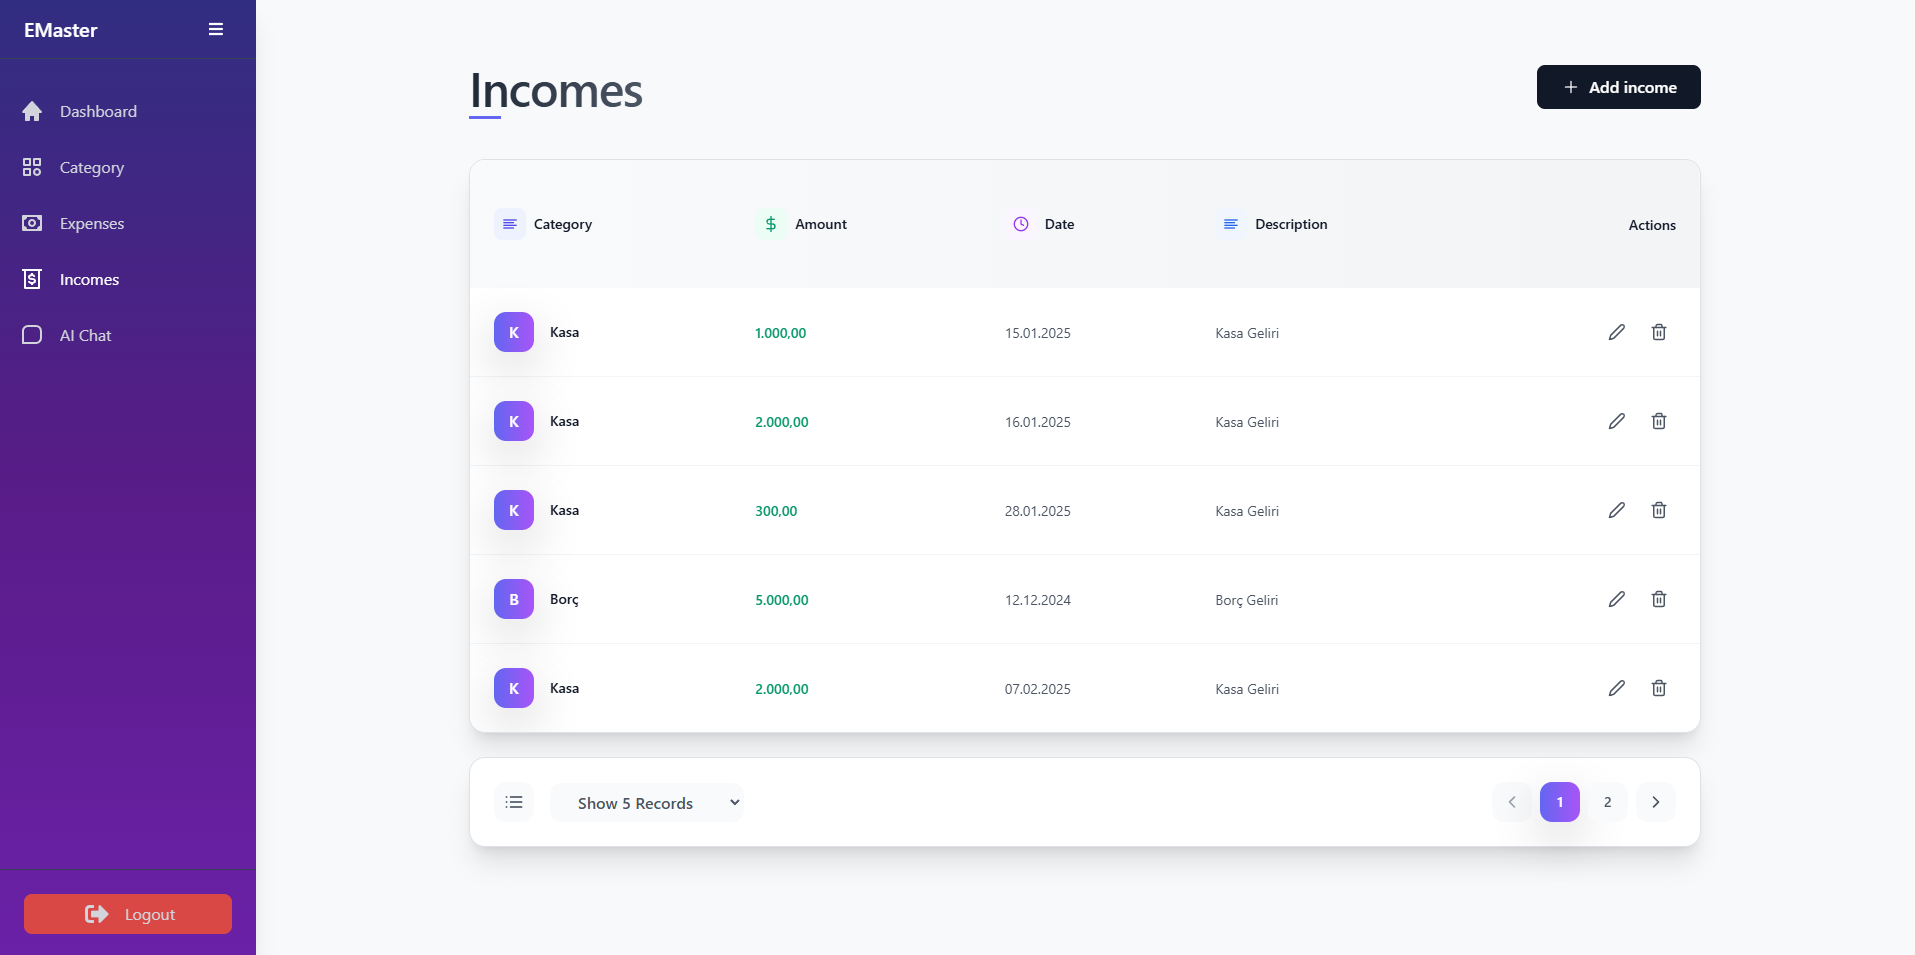 EMaster
Dashboard
Category
Expenses
Incomes
AI Chat
Logout
Incomes
Add income
Category Amount Date Description Actions
K Kasa 1.000,00 15.01.2025 Kasa Geliri
K Kasa 2.000,00 16.01.2025 Kasa Geliri
K Kasa 300,00 28.01.2025 Kasa Geliri
B Borç 5.000,00 12.12.2024 Borç Geliri
K Kasa 2.000,00 07.02.2025 Kasa Geliri
Show 5 Records 1 2